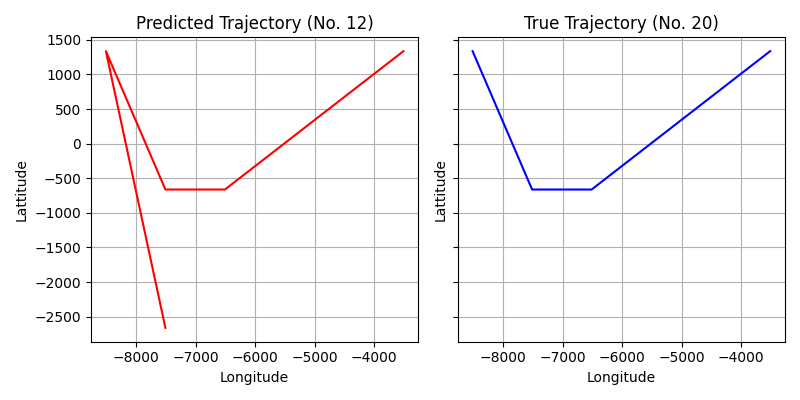 Predicted Trajectory (No. 12)
True Trajectory (No. 20)
1500
1000
500
0
−500
−1000
−1500
−2000
−2500
Lattitude
Lattitude
−8000 −7000 −6000 −5000 −4000
−8000 −7000 −6000 −5000 −4000
Longitude
Longitude